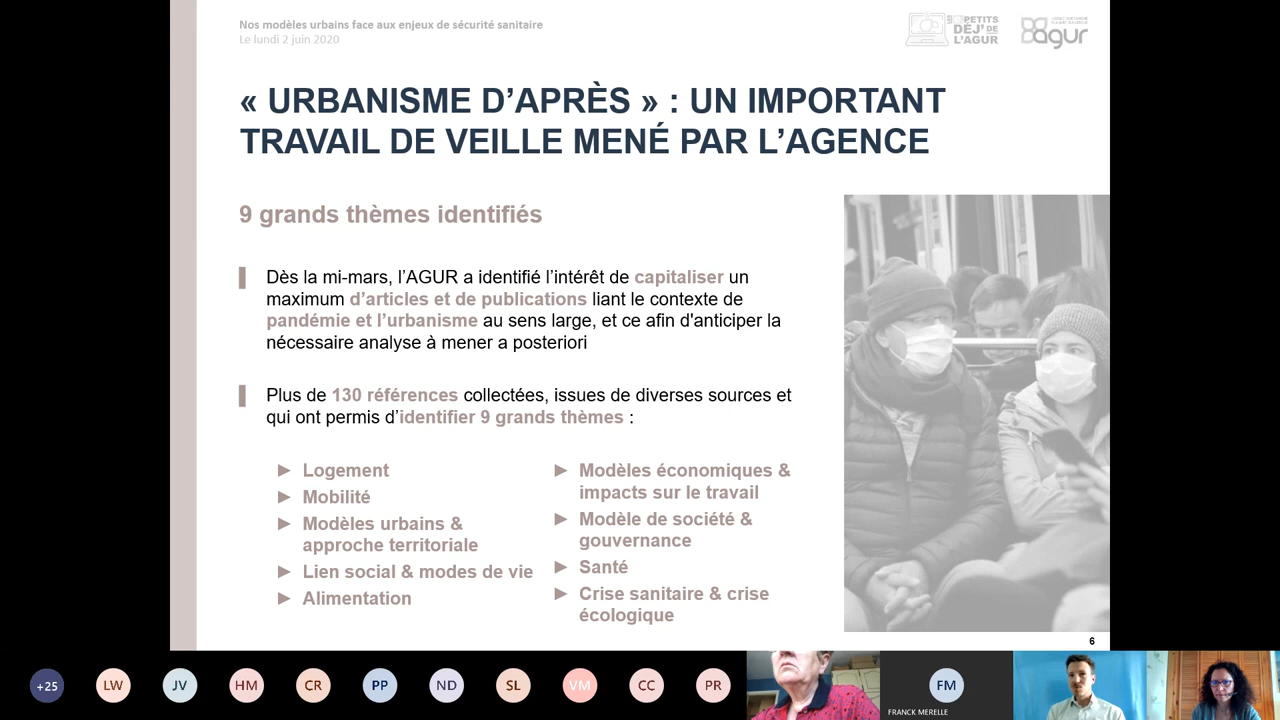 Nos modèles urbains face aux enjeux de sécurité sanitaire
Le lundi 2 juin 2020
PETITS
DÉJ' DE
L'AGUR
agur
« URBANISME D'APRÈS » : UN IMPORTANT
TRAVAIL DE VEILLE MENÉ PAR L'AGENCE
9 grands thèmes identifiés
Dès la mi-mars, l'AGUR a identifié l'intérêt de capitaliser un
maximum d'articles et de publications liant le contexte de
pandémie et l'urbanisme au sens large, et ce afin d'anticiper la
nécessaire analyse à mener a posteriori
Plus de 130 références collectées, issues de diverses sources et
qui ont permis d'identifier 9 grands thèmes :
► Logement
► Mobilité
► Modèles urbains &
approche territoriale
► Lien social & modes de vie
► Alimentation
► Modèles économiques &
impacts sur le travail
► Modèle de société &
gouvernance
► Santé
► Crise sanitaire & crise
écologique
6
+25
LW
JV
HM
CR
PP
ND
SL
VM
CC
PR
FM
FRANCK MERELLE